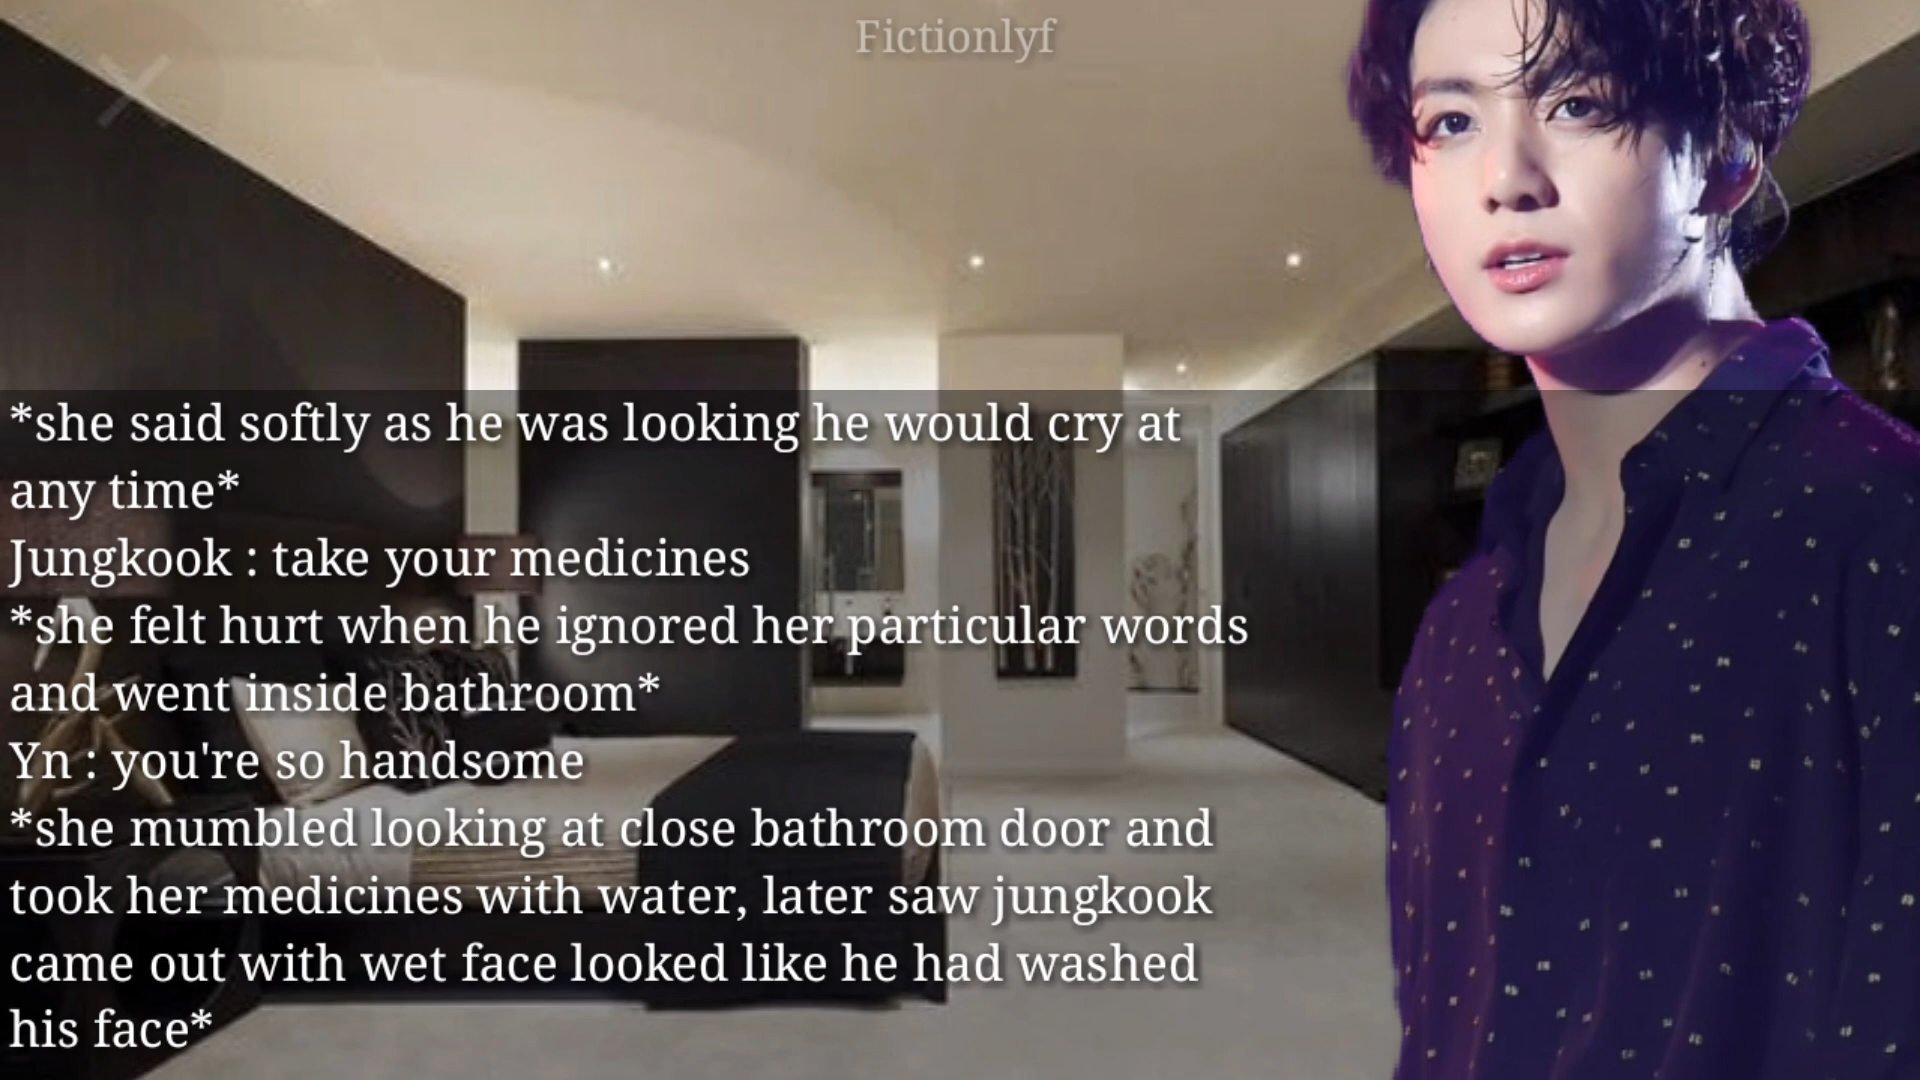 Fictionlyf
*she said softly as he was looking he would cry at
any time*
Jungkook : take your medicines
*she felt hurt when he ignored her particular words
and went inside bathroom*
Yn : you're so handsome
*she mumbled looking at close bathroom door and
took her medicines with water, later saw jungkook
came out with wet face looked like he had washed
his face*